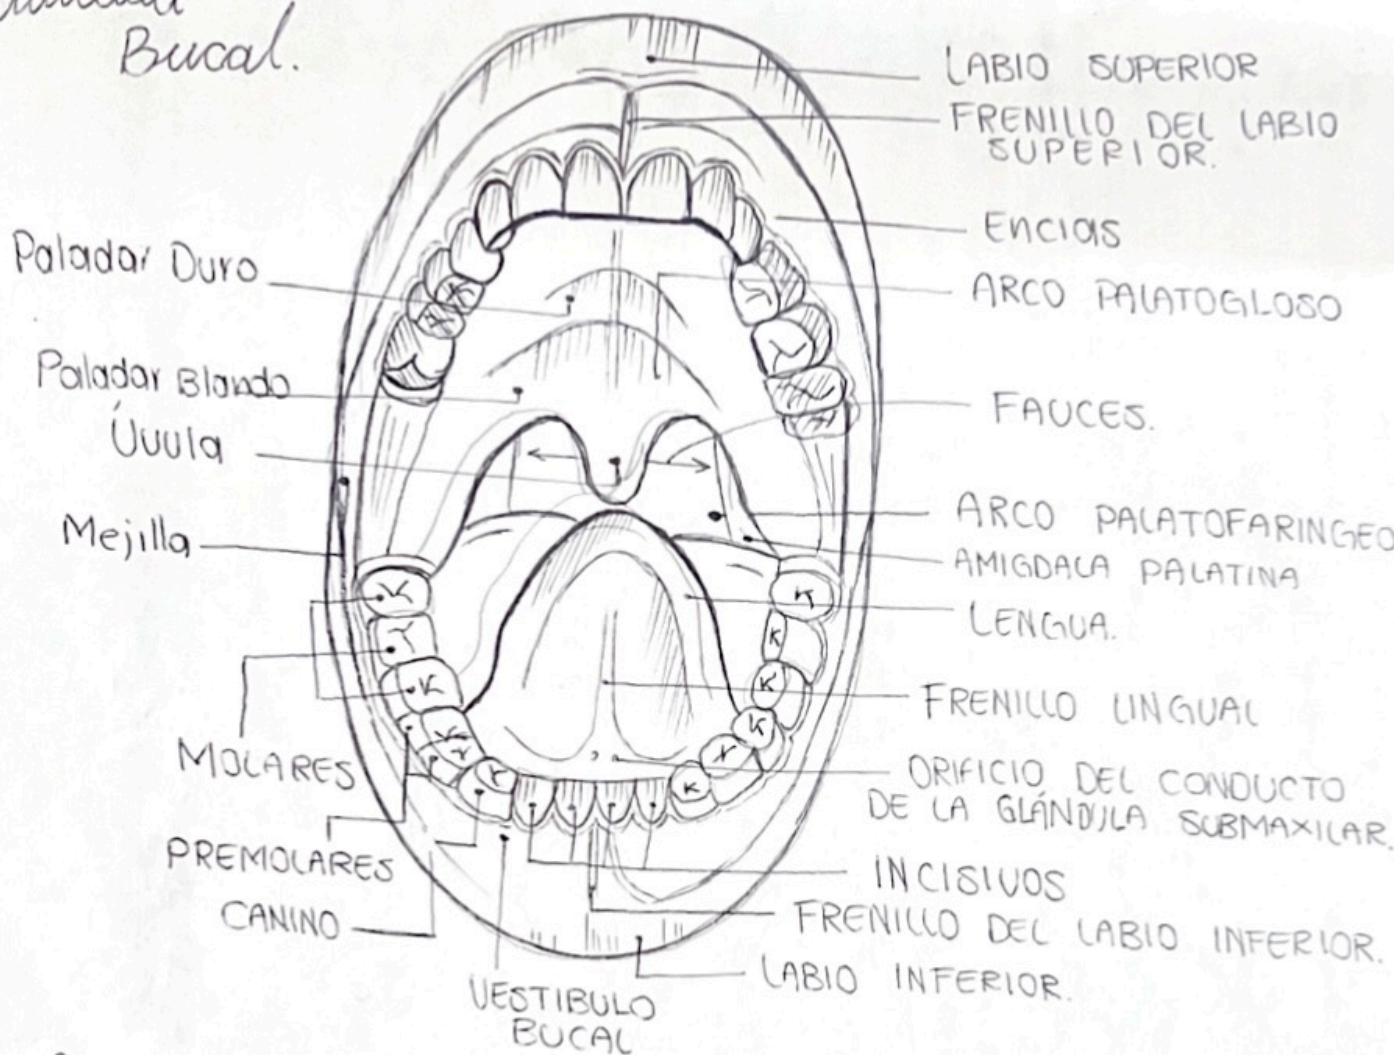 Bucal.
LABIO SUPERIOR
FRENILLO DEL LABIO
SUPERIOR.
Encias
ARCO PALATOGLOSO
FAUCES.
ARCO PALATOFARINGEO
AMIGDALA PALATINA
LENGUA.
FRENILLO LINGUAL
ORIFICIO DEL CONDUCTO
DE LA GLÁNDULA SUBMAXILAR.
INCISIVOS
FRENILLO DEL LABIO INFERIOR.
LABIO INFERIOR.
Paladar Duro
Paladar Blando
Úvula
Mejilla
MOLARES
PREMOLARES
CANINO
VESTIBULO
BUCAL